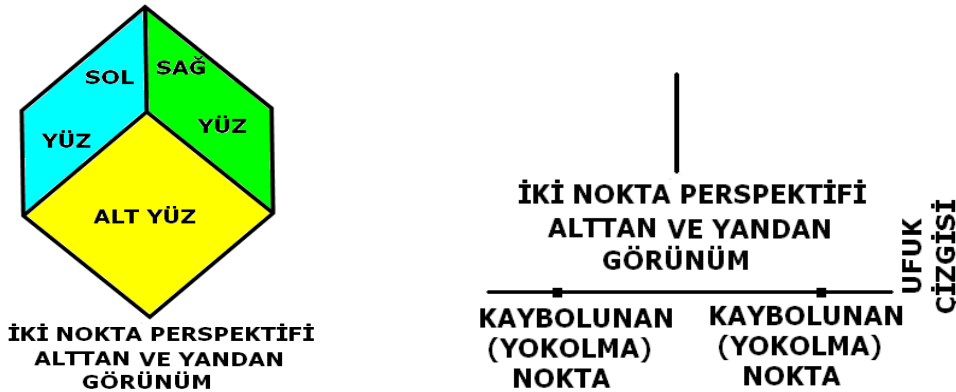 SOL
YÜZ
SAĞ
YÜZ
ALT YÜZ
İKİ NOKTA PERSPEKTİFİ
ALTTAN VE YANDAN
GÖRÜNÜM
İKİ NOKTA PERSPEKTİFİ
ALTTAN VE YANDAN
GÖRÜNÜM
UFUK
CİZGİSİ
KAYBOLUNAN
(YOKOLMA)
NOKTA
KAYBOLUNAN
(YOKOLMA)
NOKTA